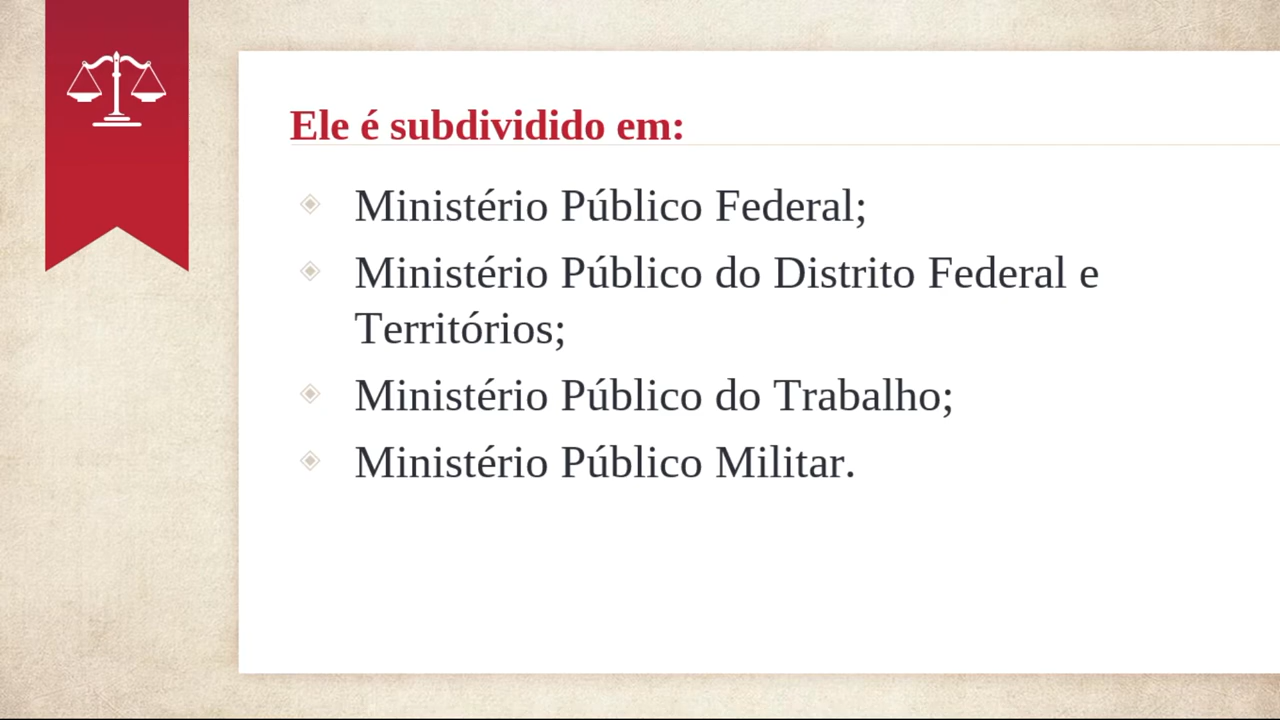 Ele é subdividido em:
Ministério Público Federal;
Ministério Público do Distrito Federal e
Territórios;
Ministério Público do Trabalho;
Ministério Público Militar.